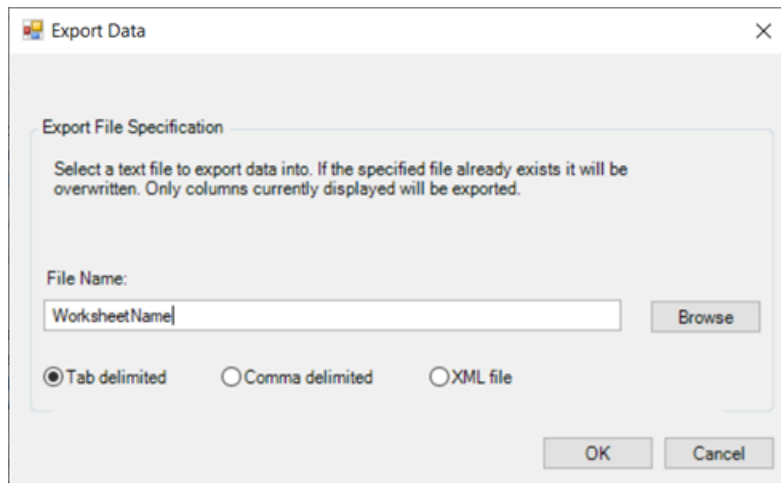 Export Data
Export File Specification
Select a text file to export data into. If the specified file already exists it will be
overwritten. Only columns currently displayed will be exported.
File Name:
WorksheetName
Browse
Tab delimited
Comma delimited
XML file
OK
Cancel